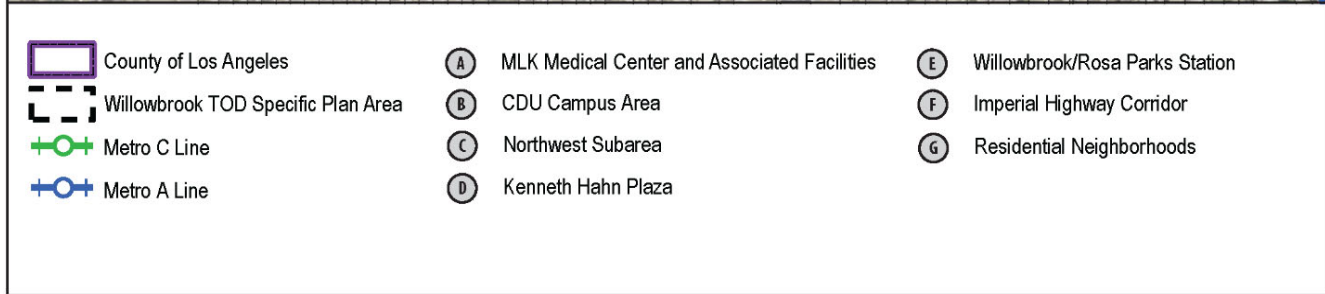 County of Los Angeles
Willowbrook TOD Specific Plan Area
Metro C Line
Metro A Line
A MLK Medical Center and Associated Facilities
B CDU Campus Area
C Northwest Subarea
D Kenneth Hahn Plaza
E Willowbrook/Rosa Parks Station
F Imperial Highway Corridor
G Residential Neighborhoods